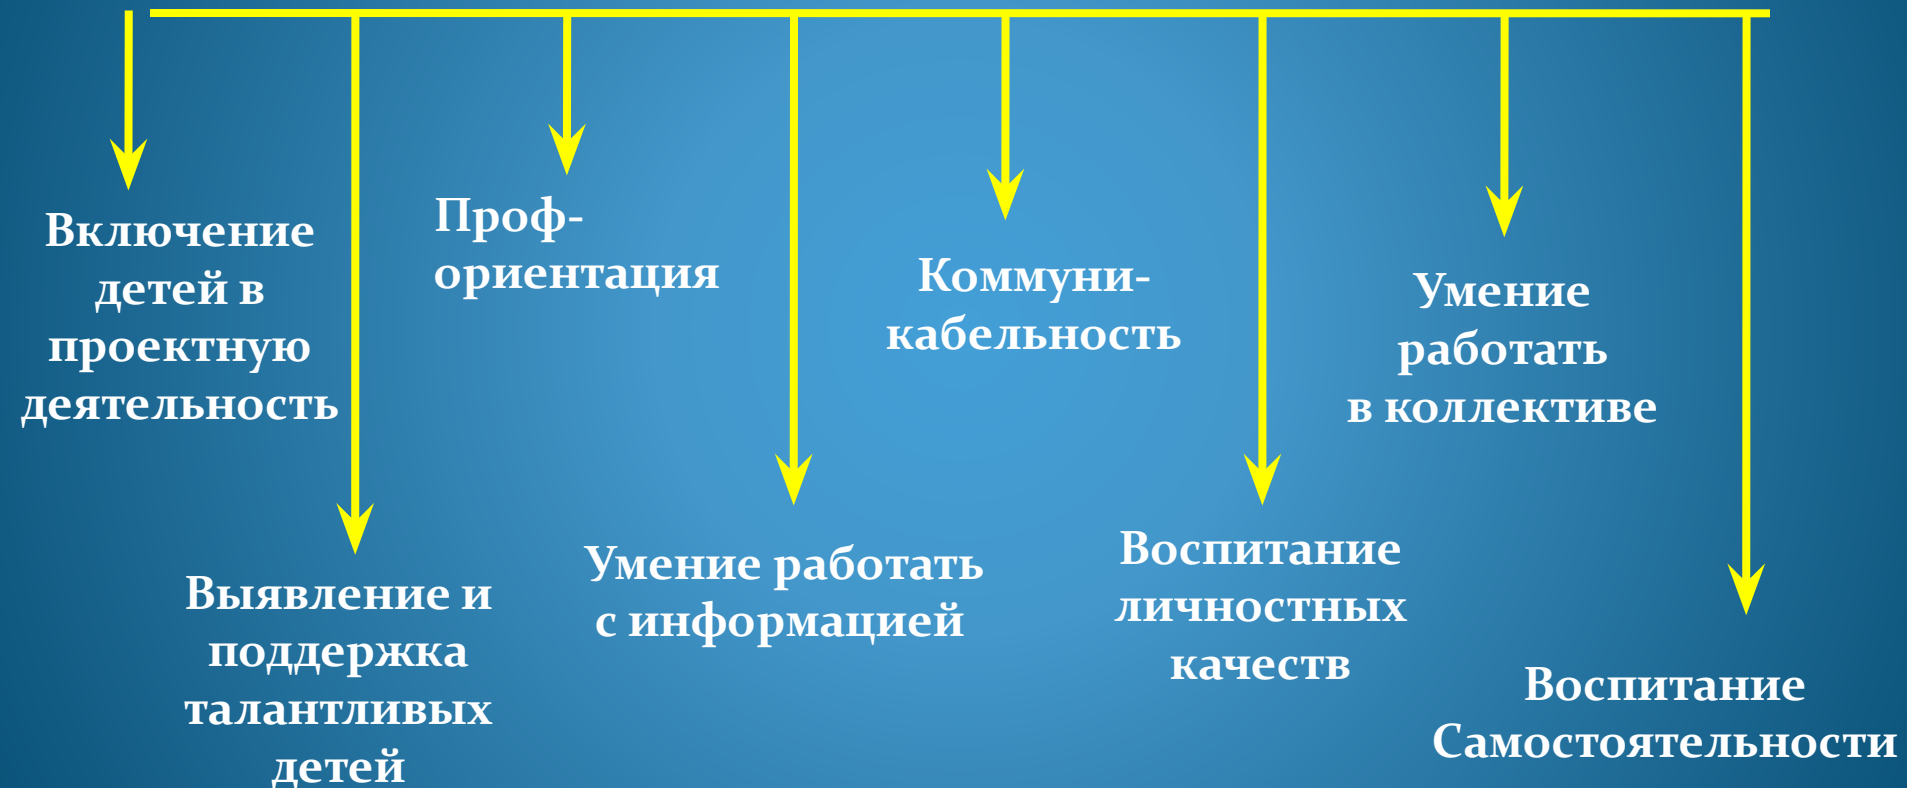 Включение
детей в
проектную
деятельность
Выявление и
поддержка
талантливых
детей
Проф-
ориентация
Умение работать
с информацией
Коммуни-
кабельность
Воспитание
личностных
качеств
Умение
работать
в коллективе
Воспитание
Самостоятельности